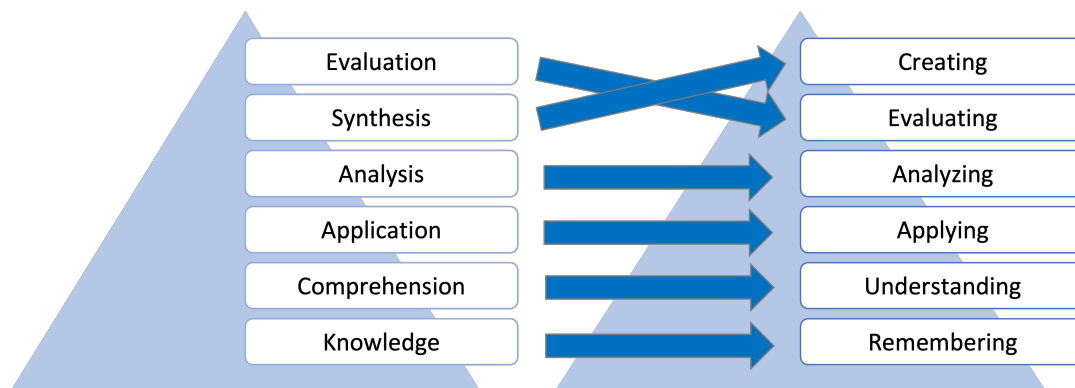 Evaluation
Synthesis
Analysis
Application
Comprehension
Knowledge
Creating
Evaluating
Analyzing
Applying
Understanding
Remembering